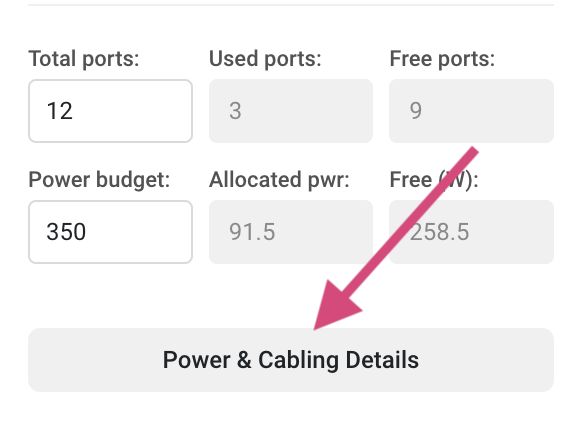 Total ports: Used ports: Free ports:
12 3 9
Power budget: Allocated pwr: Free (W):
350 91.5 258.5
Power & Cabling Details